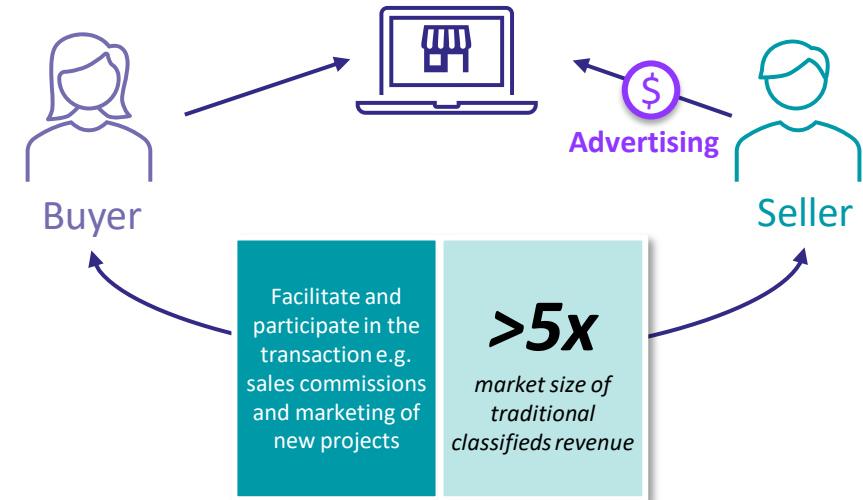 $
Advertising
Buyer
Seller
Facilitate and
participate in the
transaction e.g.
sales commissions
and marketing of
new projects
>5x
market size of
traditional
classifieds revenue